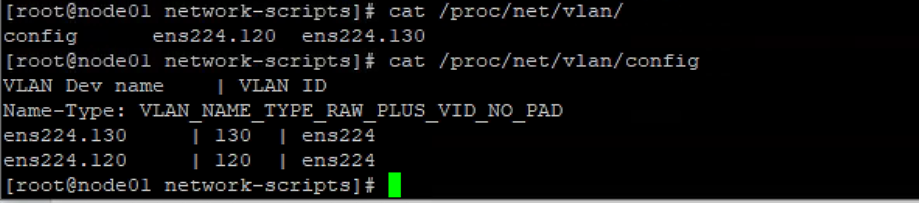 [root@node01 network-scripts]# cat /proc/net/vlan/
config ens224.120 ens224.130
[root@node01 network-scripts]# cat /proc/net/vlan/config
VLAN Dev name | VLAN ID
Name-Type: VLAN_NAME_TYPE_RAW_PLUS_VID_NO_PAD
ens224.130 | 130 | ens224
ens224.120 | 120 | ens224
[root@node01 network-scripts]#